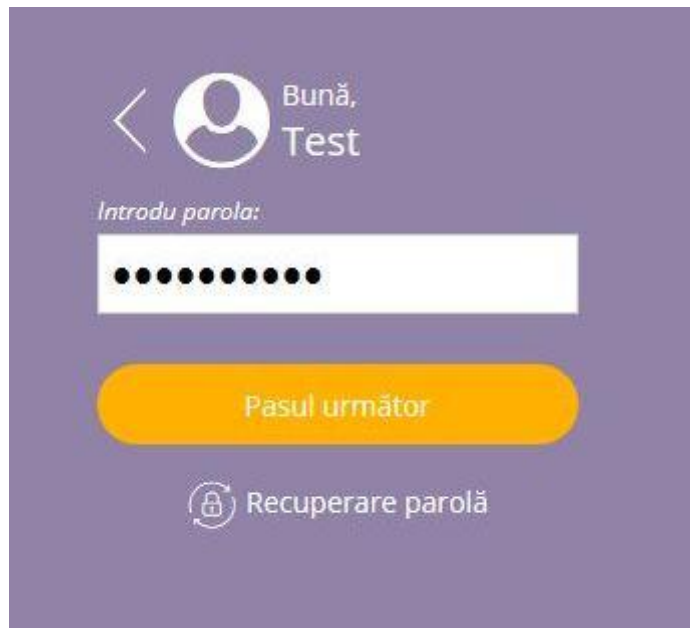 Bună,
Test
Introdu parola:
●●●●●●●●●●
Pasul următor
Recuperare parolă